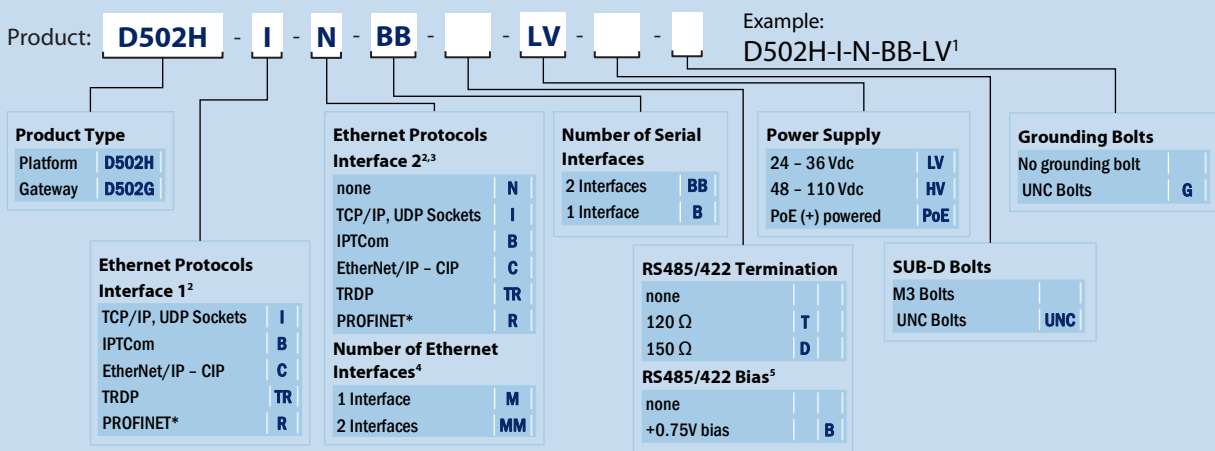 Product: D502H - I - N - BB - - LV - -
Example:
D502H-I-N-BB-LV¹
Product Type
Platform D502H
Gateway D502G
Ethernet Protocols
Interface 1²
TCP/IP, UDP Sockets I
IPTCom B
EtherNet/IP – CIP C
TRDP TR
PROFINET* R
Ethernet Protocols
Interface 2²,³
none N
TCP/IP, UDP Sockets I
IPTCom B
EtherNet/IP – CIP C
TRDP TR
PROFINET* R
Number of Ethernet
Interfaces⁴
1 Interface M
2 Interfaces MM
Number of Serial
Interfaces
2 Interfaces BB
1 Interface B
RS485/422 Termination
none
120 Ω T
150 Ω D
RS485/422 Bias⁵
none
+0.75V bias B
Power Supply
24 – 36 Vdc LV
48 – 110 Vdc HV
PoE (+) powered PoE
SUB-D Bolts
M3 Bolts
UNC Bolts UNC
Grounding Bolts
No grounding bolt
UNC Bolts G